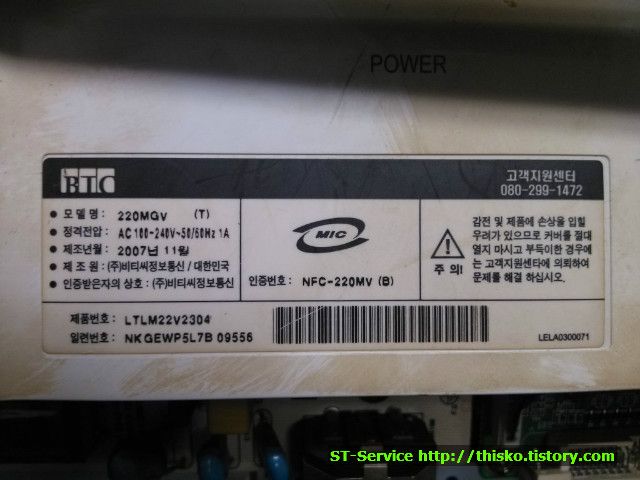 POWER
BTC
고객지원센터
080-299-1472
• 모 델 명 : 220MGV (T)
• 정격전압 : AC 100-240V~50/60Hz 1A
• 제조년월 : 2007년 11월
• 제 조 원 : (주)비티씨정보통신 / 대한민국
• 인증받은자의 상호 : (주)비티씨정보통신
MIC
인증번호 : NFC-220MV (B)
주 의!
감전 및 제품에 손상을 입힐
우려가 있으므로 커버를 절대
열지 마시고 부득이한 경우에
는 고객지원센타에 의뢰하여
문제를 해결 하십시요.
제품번호 : LTLM22V2304
일련번호 : NKGEWP5L7B 09556
LELA0300071
ST-Service http://thisko.tistory.com